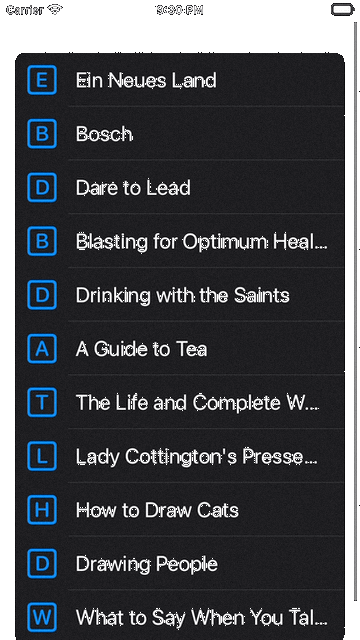 Carrier 9:30 PM
E Ein Neues Land
B Bosch
D Dare to Lead
B Blasting for Optimum Heal...
D Drinking with the Saints
A A Guide to Tea
T The Life and Complete W...
L Lady Cottington's Presse...
H How to Draw Cats
D Drawing People
W What to Say When You Tal...